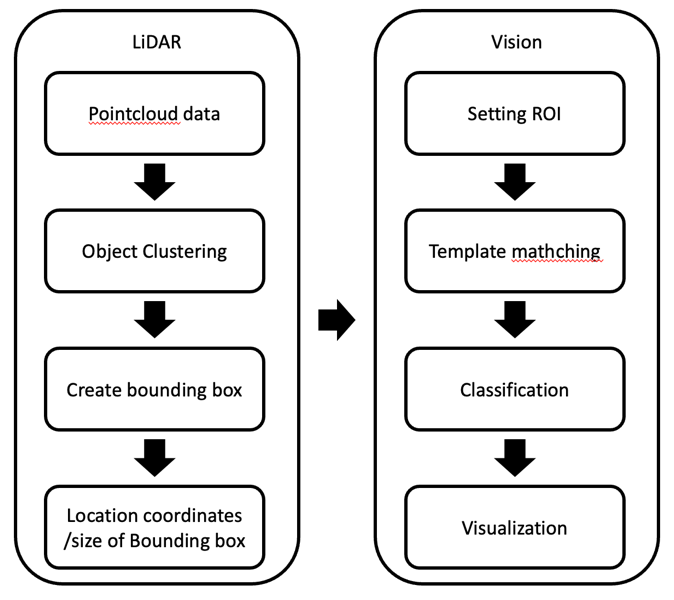 LiDAR
Pointcloud data
Object Clustering
Create bounding box
Location coordinates
/size of Bounding box
Vision
Setting ROI
Template mathching
Classification
Visualization